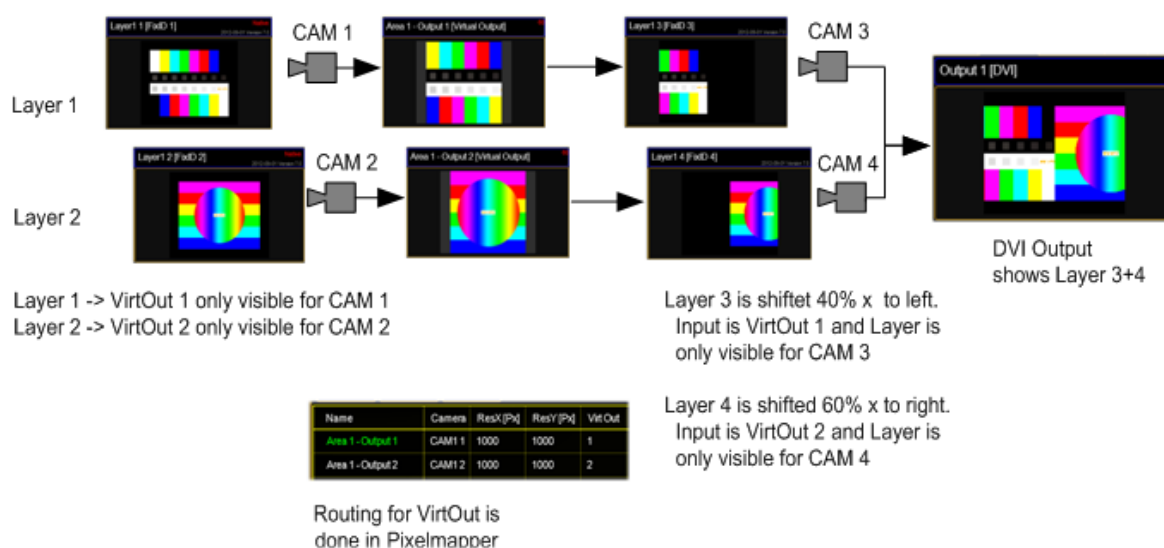 Layer1 1 [FixID 1]
CAM 1
Area 1 - Output 1 [Virtual Output]
Layer1 3 [FixID 3]
CAM 3
Output 1 [DVI]
Layer 1
Layer1 2 [FixID 2]
CAM 2
Area 1 - Output 2 [Virtual Output]
Layer1 4 [FixID 4]
CAM 4
Layer 2
DVI Output
shows Layer 3+4
Layer 1 -> VirtOut 1 only visible for CAM 1
Layer 2 -> VirtOut 2 only visible for CAM 2
Layer 3 is shiftet 40% x to left.
Input is VirtOut 1 and Layer is
only visible for CAM 3
Layer 4 is shifted 60% x to right.
Input is VirtOut 2 and Layer is
only visible for CAM 4
Name Camera ResX[Px] ResY[Px] Virt Out
Area 1 - Output 1 CAM1 1 1000 1000 1
Area 1 - Output 2 CAM1 2 1000 1000 2
Routing for VirtOut is
done in Pixelmapper